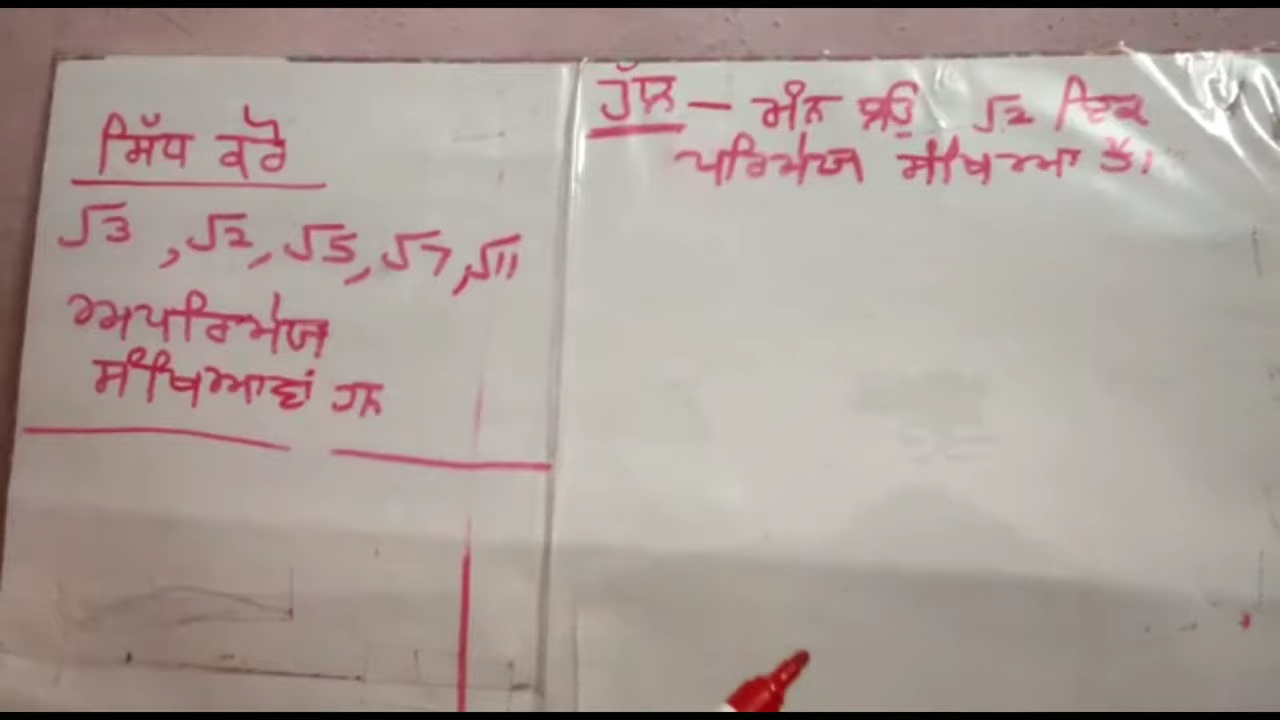 ਸਿੱਧ ਕਰੋ
√3 , √2, √5, √7, √11
ਅਪਰਿਮੇਯ
ਸੰਖਿਆਵਾਂ ਹਨ
ਹੱਲ — ਮੰਨ ਲਉ √2 ਇਕ
ਪਰਿਮੇਯ ਸੰਖਿਆ ਹੈ।